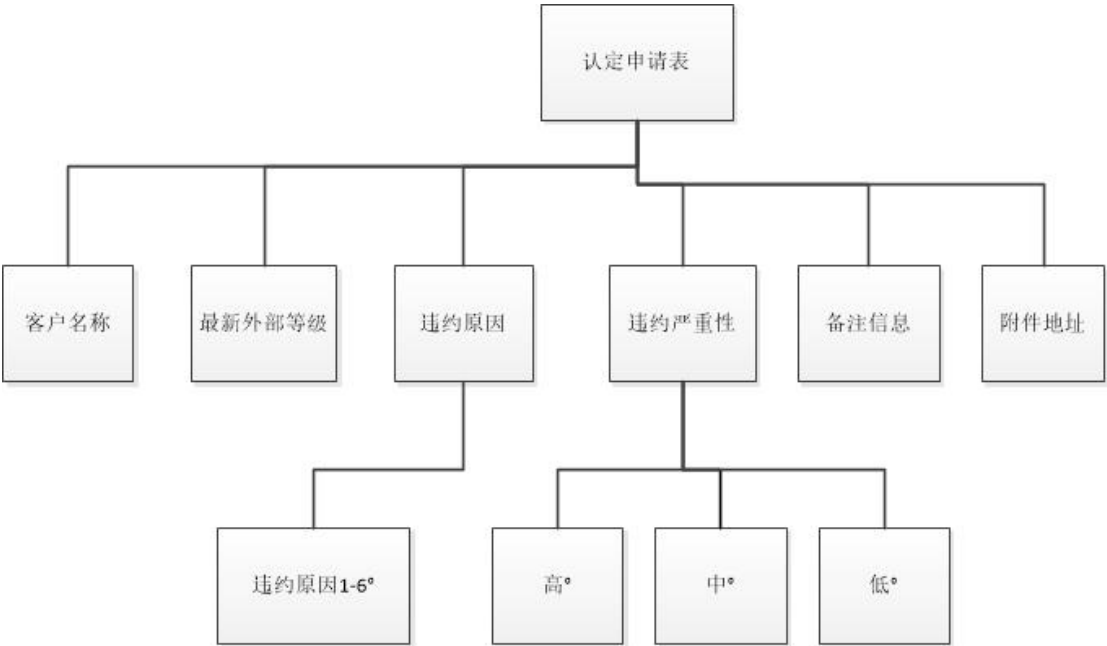 认定申请表
客户名称
最新外部等级
违约原因
违约严重性
备注信息
附件地址
违约原因1-6°
高°
中°
低°